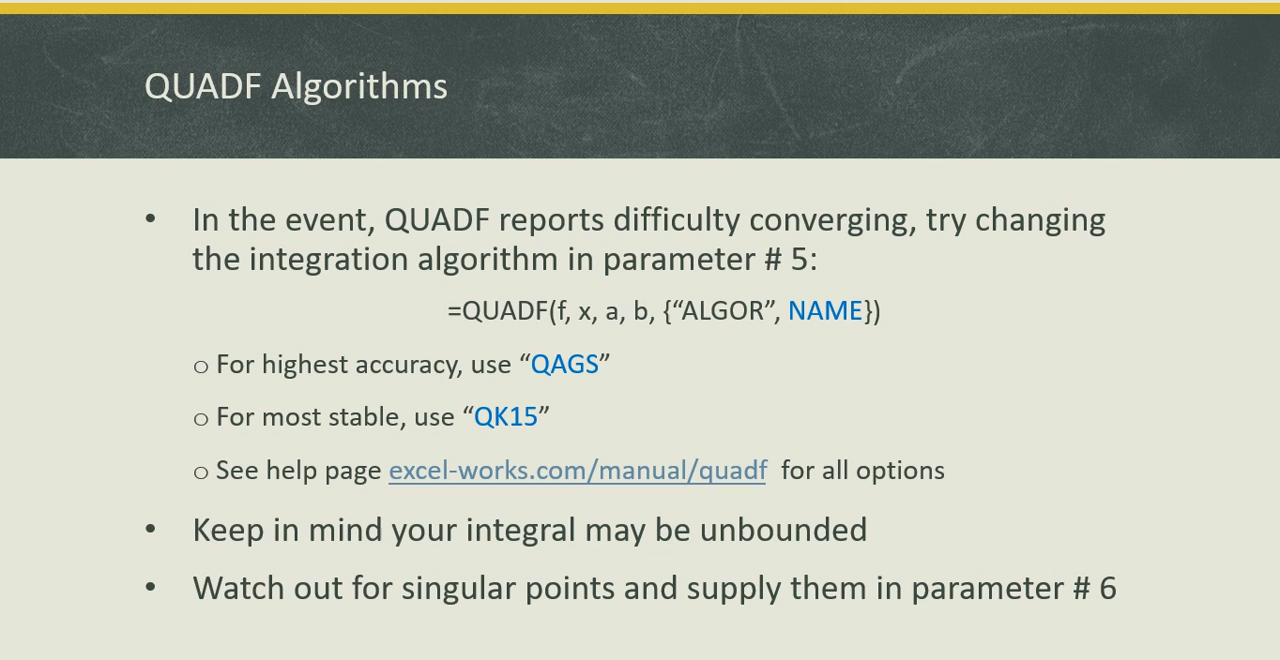 QUADF Algorithms
• In the event, QUADF reports difficulty converging, try changing
the integration algorithm in parameter # 5:
=QUADF(f, x, a, b, {“ALGOR”, NAME})
o For highest accuracy, use “QAGS”
o For most stable, use “QK15”
o See help page excel-works.com/manual/quadf for all options
• Keep in mind your integral may be unbounded
• Watch out for singular points and supply them in parameter # 6